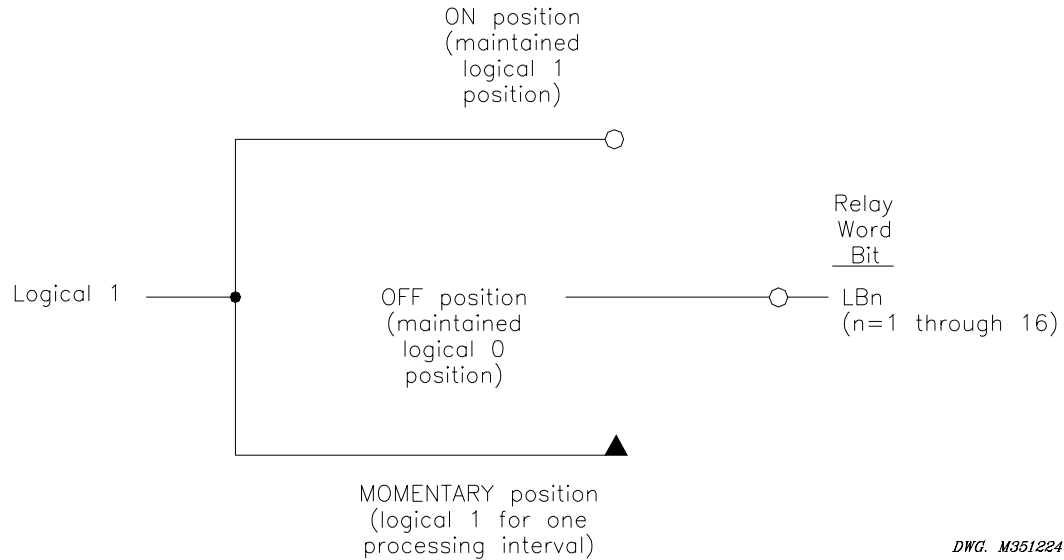 ON position
(maintained
logical 1
position)
Relay
Word
Bit
Logical 1
OFF position
(maintained
logical 0
position)
LBn
(n=1 through 16)
MOMENTARY position
(logical 1 for one
processing interval)
DWG. M351224